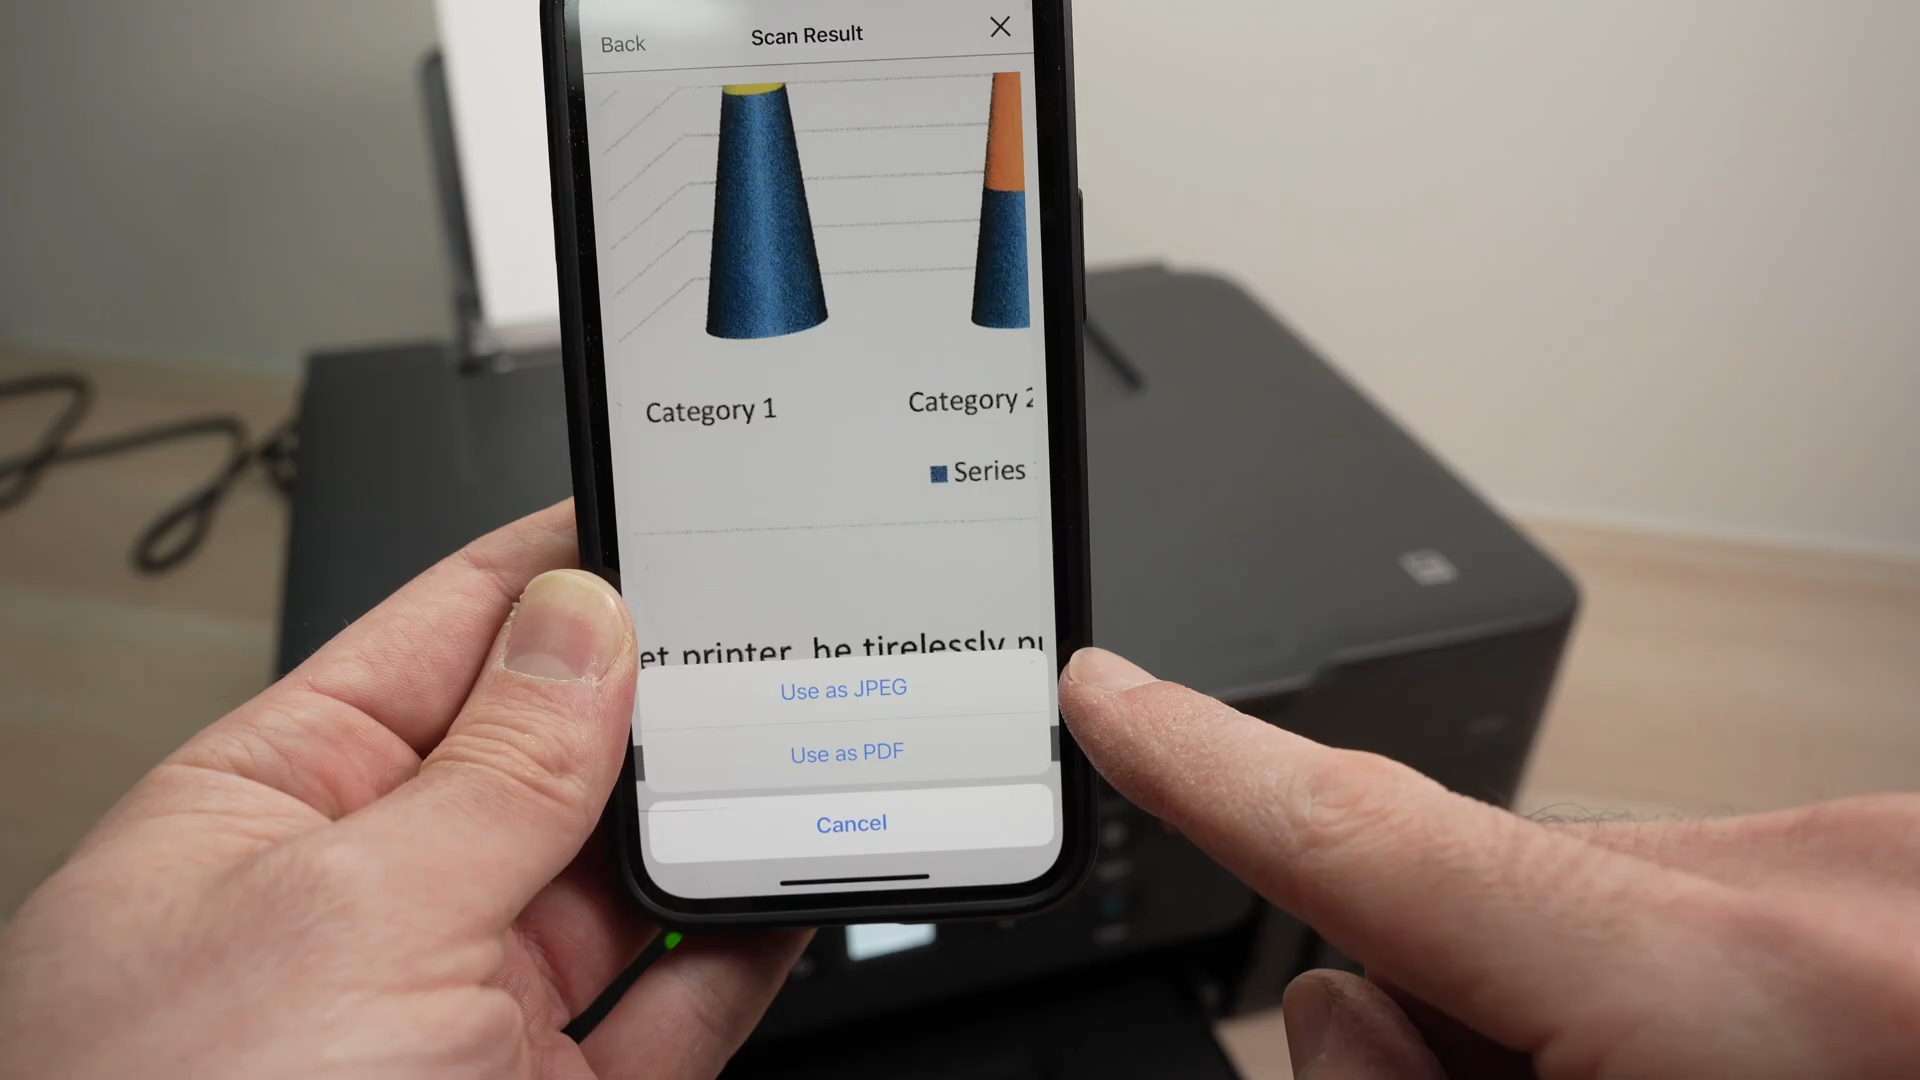 Back
Scan Result
Category 1
Category 2
Series
et printer, he tirelessly
Use as JPEG
Use as PDF
Cancel